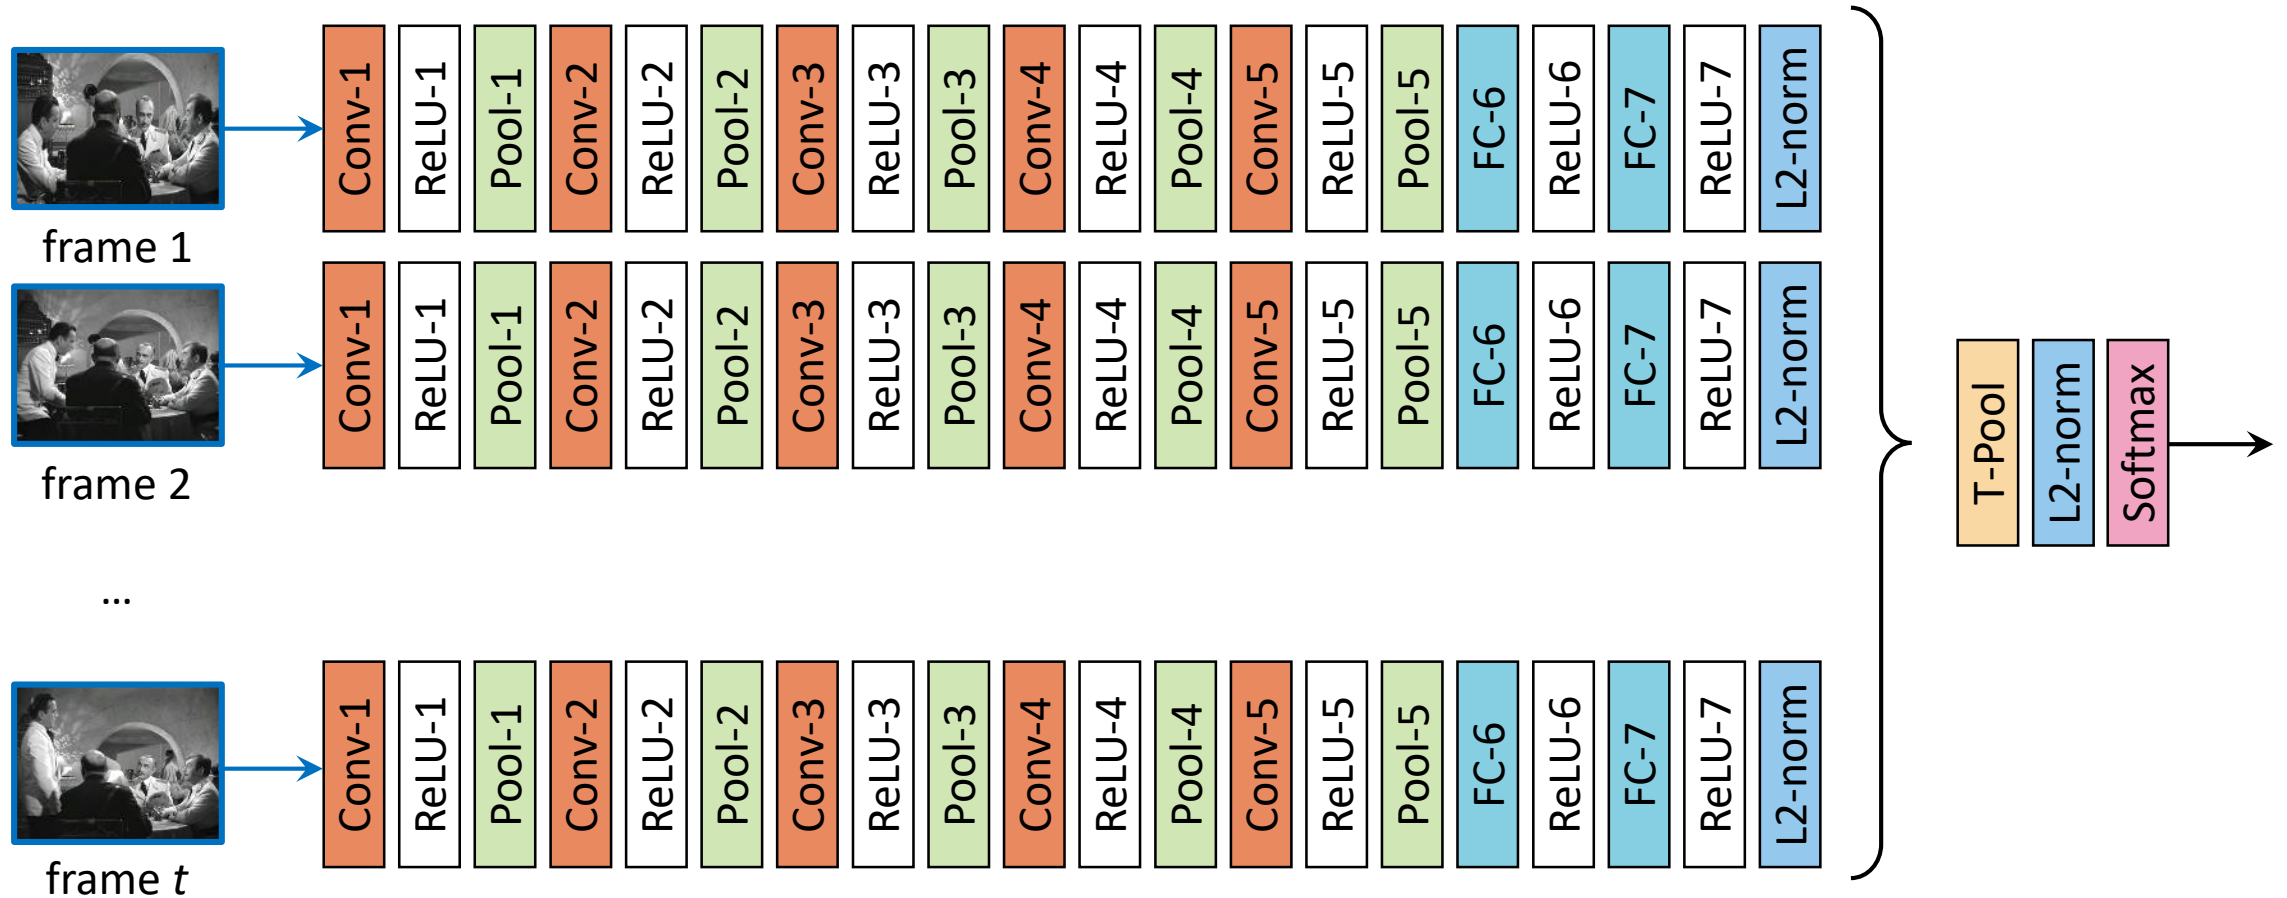 Conv-1 ReLU-1 Pool-1 Conv-2 ReLU-2 Pool-2 Conv-3 ReLU-3 Pool-3 Conv-4 ReLU-4 Pool-4 Conv-5 ReLU-5 Pool-5 FC-6 ReLU-6 FC-7 ReLU-7 L2-norm
frame 1
Conv-1 ReLU-1 Pool-1 Conv-2 ReLU-2 Pool-2 Conv-3 ReLU-3 Pool-3 Conv-4 ReLU-4 Pool-4 Conv-5 ReLU-5 Pool-5 FC-6 ReLU-6 FC-7 ReLU-7 L2-norm
frame 2
...
Conv-1 ReLU-1 Pool-1 Conv-2 ReLU-2 Pool-2 Conv-3 ReLU-3 Pool-3 Conv-4 ReLU-4 Pool-4 Conv-5 ReLU-5 Pool-5 FC-6 ReLU-6 FC-7 ReLU-7 L2-norm
frame t
T-Pool L2-norm Softmax